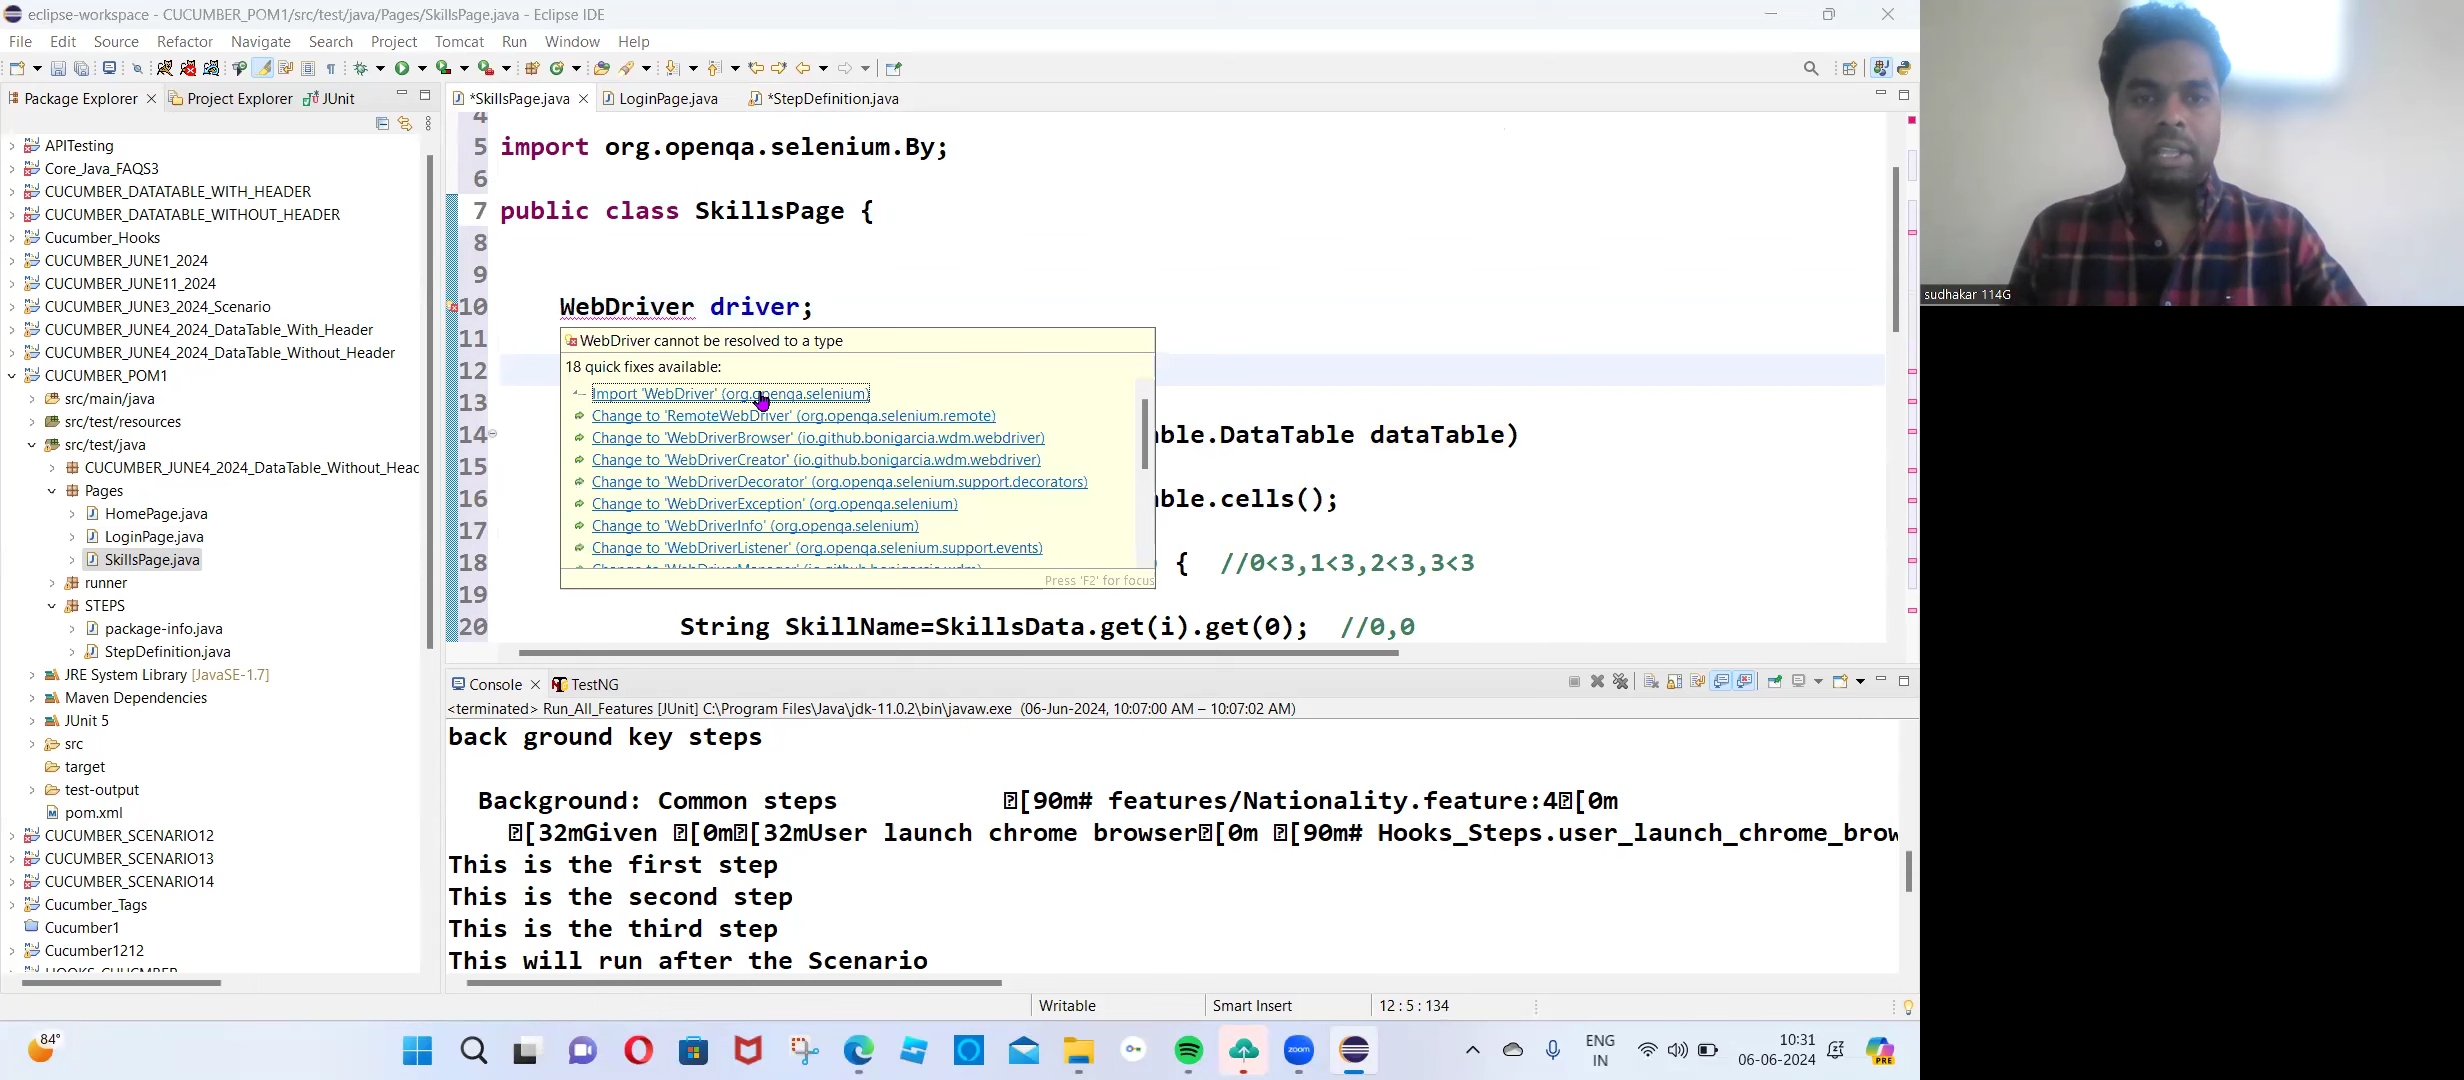 eclipse-workspace - CUCUMBER_POM1/src/test/java/Pages/SkillsPage.java - Eclipse IDE
File Edit Source Refactor Navigate Search Project Tomcat Run Window Help
Package Explorer Project Explorer JUnit
*SkillsPage.java LoginPage.java *StepDefinition.java
APITesting
Core_Java_FAQS3
CUCUMBER_DATATABLE_WITH_HEADER
CUCUMBER_DATATABLE_WITHOUT_HEADER
Cucumber_Hooks
CUCUMBER_JUNE1_2024
CUCUMBER_JUNE11_2024
CUCUMBER_JUNE3_2024_Scenario
CUCUMBER_JUNE4_2024_DataTable_With_Header
CUCUMBER_JUNE4_2024_DataTable_Without_Header
CUCUMBER_POM1
src/main/java
src/test/resources
src/test/java
CUCUMBER_JUNE4_2024_DataTable_Without_Heac
Pages
HomePage.java
LoginPage.java
SkillsPage.java
runner
STEPS
package-info.java
StepDefinition.java
JRE System Library [JavaSE-1.7]
Maven Dependencies
JUnit 5
src
target
test-output
pom.xml
CUCUMBER_SCENARIO12
CUCUMBER_SCENARIO13
CUCUMBER_SCENARIO14
Cucumber_Tags
Cucumber1
Cucumber1212
4
5 import org.openqa.selenium.By;
6
7 public class SkillsPage {
8
9
10 WebDriver driver;
11
12
13
14 able.DataTable dataTable)
15
16 able.cells();
17
18 { //0<3,1<3,2<3,3<3
19
20 String SkillName=SkillsData.get(i).get(0); //0,0
WebDriver cannot be resolved to a type
18 quick fixes available:
Import 'WebDriver' (org.openqa.selenium)
Change to 'RemoteWebDriver' (org.openqa.selenium.remote)
Change to 'WebDriverBrowser' (io.github.bonigarcia.wdm.webdriver)
Change to 'WebDriverCreator' (io.github.bonigarcia.wdm.webdriver)
Change to 'WebDriverDecorator' (org.openqa.selenium.support.decorators)
Change to 'WebDriverException' (org.openqa.selenium)
Change to 'WebDriverInfo' (org.openqa.selenium)
Change to 'WebDriverListener' (org.openqa.selenium.support.events)
Change to 'WebDriverManager' (io.github.bonigarcia.wdm)
Press 'F2' for focus
Console TestNG
<terminated> Run_All_Features [JUnit] C:\Program Files\Java\jdk-11.0.2\bin\javaw.exe (06-Jun-2024, 10:07:00 AM – 10:07:02 AM)
back ground key steps
Background: Common steps [90m# features/Nationality.feature:4[0m
[32mGiven [0m[32mUser launch chrome browser[0m [90m# Hooks_Steps.user_launch_chrome_brow
This is the first step
This is the second step
This is the third step
This will run after the Scenario
Writable Smart Insert 12 : 5 : 134
sudhakar 114G
84°
zoom
ENG
IN
10:31
06-06-2024
PRE